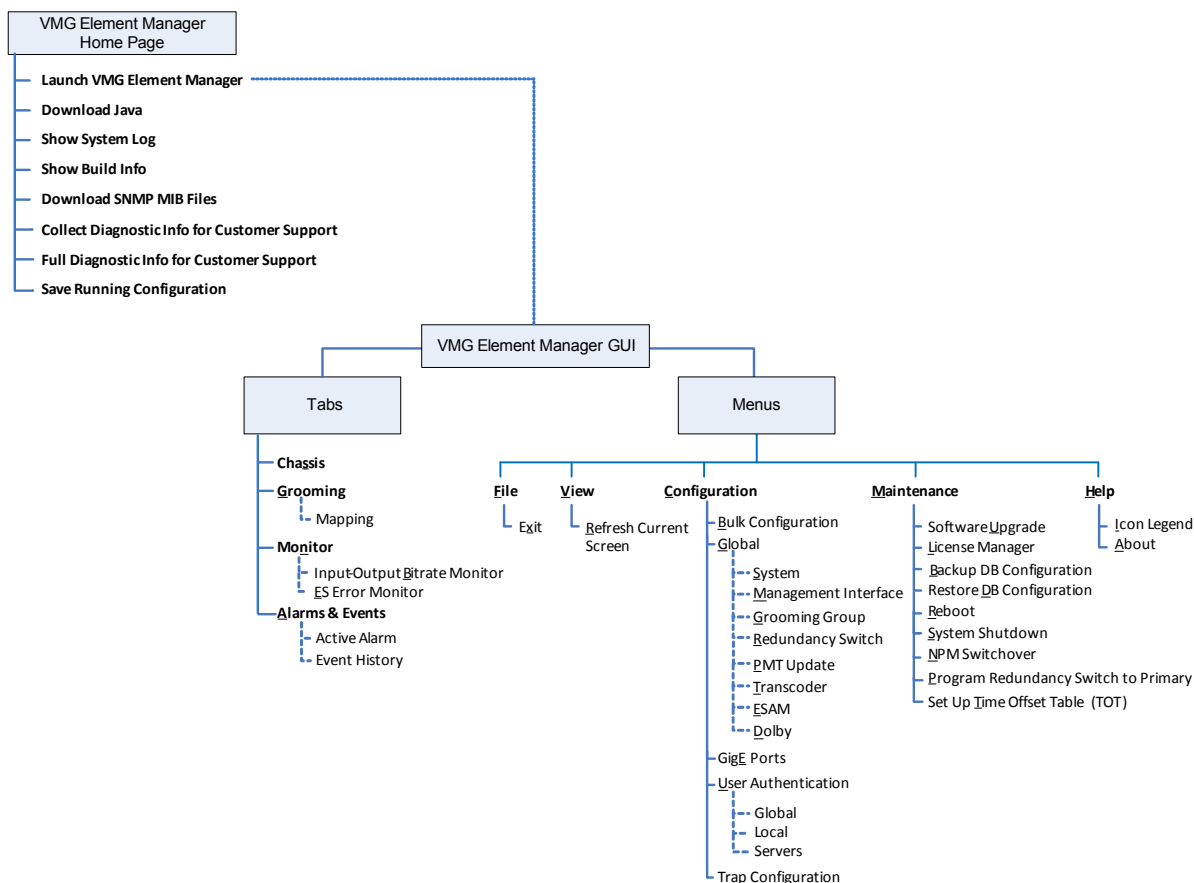 VMG Element Manager
Home Page
Launch VMG Element Manager
Download Java
Show System Log
Show Build Info
Download SNMP MIB Files
Collect Diagnostic Info for Customer Support
Full Diagnostic Info for Customer Support
Save Running Configuration
VMG Element Manager GUI
Tabs
Chassis
Grooming
Mapping
Monitor
Input-Output Bitrate Monitor
ES Error Monitor
Alarms & Events
Active Alarm
Event History
Menus
File
Exit
View
Refresh Current
Screen
Configuration
Bulk Configuration
Global
System
Management Interface
Grooming Group
Redundancy Switch
PMT Update
Transcoder
ESAM
Dolby
GigE Ports
User Authentication
Global
Local
Servers
Trap Configuration
Maintenance
Software Upgrade
License Manager
Backup DB Configuration
Restore DB Configuration
Reboot
System Shutdown
NPM Switchover
Program Redundancy Switch to Primary
Set Up Time Offset Table (TOT)
Help
Icon Legend
About